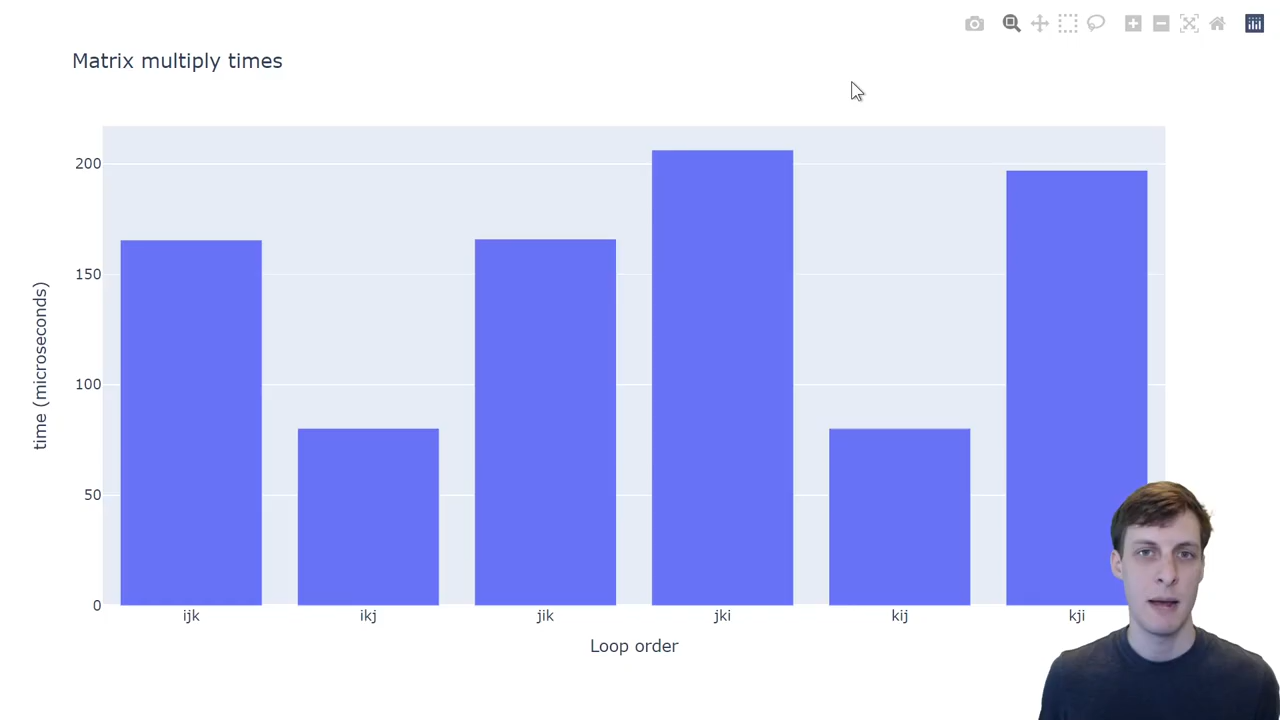 Matrix multiply times
200
150
100
50
0
time (microseconds)
ijk ikj jik jki kij kji
Loop order